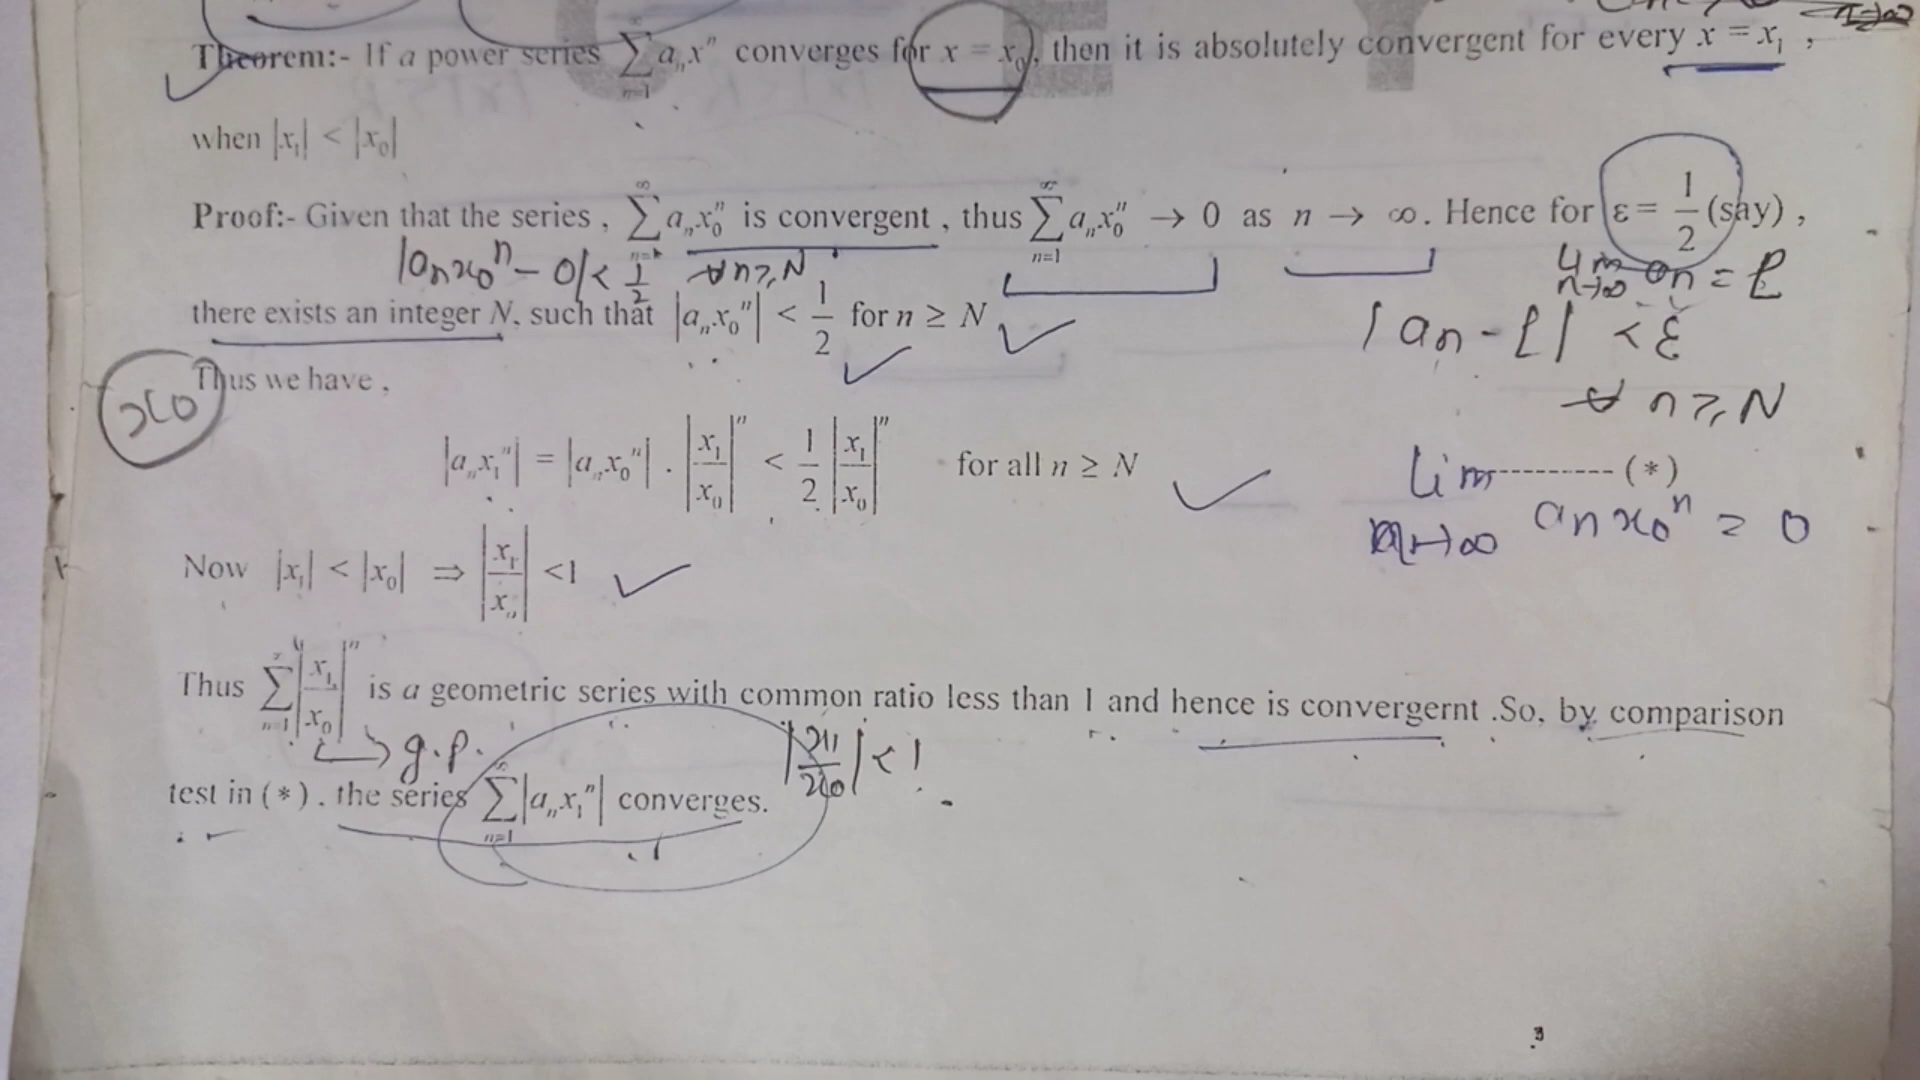 Theorem:- If a power series ∑_{n=1}^∞ a_n x^n converges for x = x_0, then it is absolutely convergent for every x = x_1 ,
when |x_1| < |x_0|
Proof:- Given that the series , ∑_{n=1}^∞ a_n x_0^n is convergent , thus ∑_{n=1}^∞ a_n x_0^n → 0 as n → ∞. Hence for ε = 1/2 (say) ,
|a_n x_0^n - 0| < 1/2 ∀ n ≥ N
lim_{n→∞} a_n = l
there exists an integer N, such that |a_n x_0^n| < 1/2 for n ≥ N
|a_n - l| < ε
∀ n ≥ N
x_0
Thus we have ,
|a_n x_1^n| = |a_n x_0^n| . |x_1/x_0|^n < 1/2 |x_1/x_0|^n for all n ≥ N ---------- (*)
lim_{n→∞} a_n x_0^n = 0
Now |x_1| < |x_0| ⇒ |x_1/x_0| <1
Thus ∑_{n=1}^∞ |x_1/x_0|^n is a geometric series with common ratio less than 1 and hence is convergernt .So, by comparison
g.p.
|x_1/x_0| < 1
test in (*) , the series ∑_{n=1}^∞ |a_n x_1^n| converges.
3